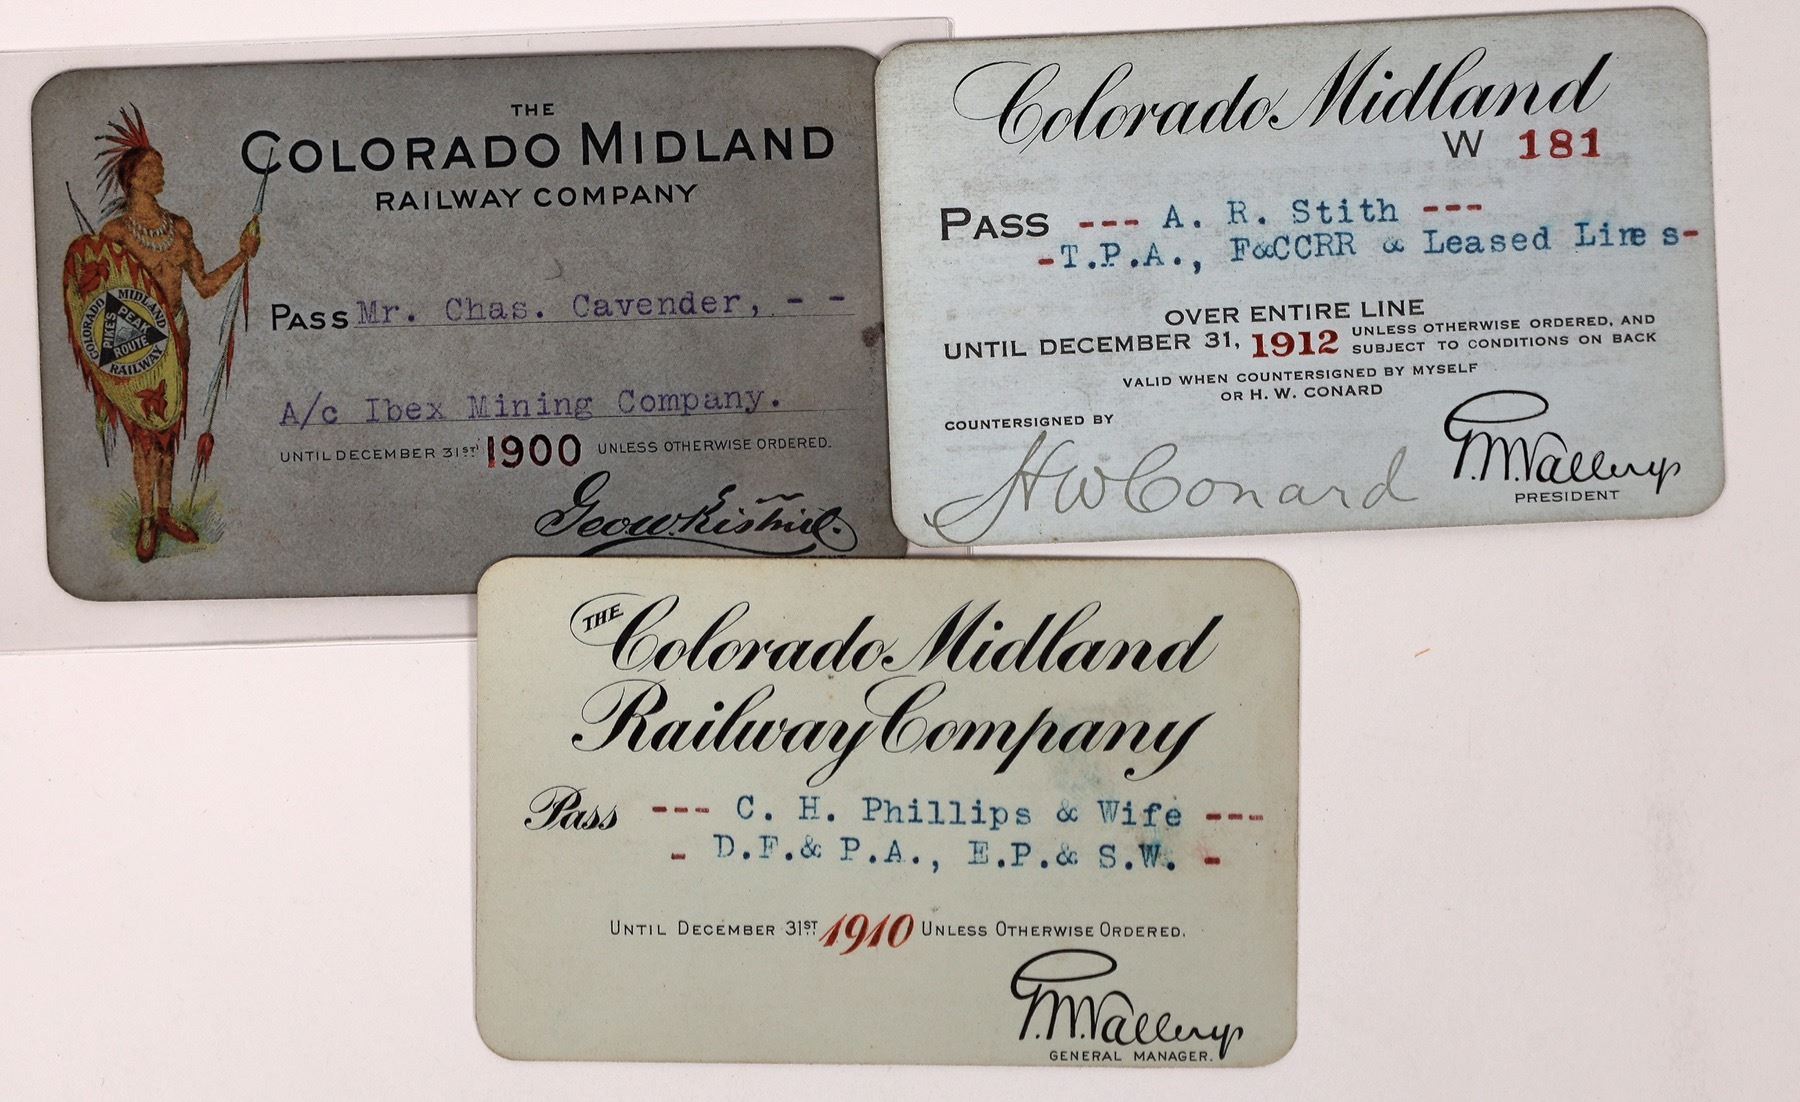 THE
COLORADO MIDLAND
RAILWAY COMPANY
COLORADO MIDLAND RAILWAY
PIKES PEAK ROUTE
PASS Mr. Chas. Cavender, - -
A/c Ibex Mining Company.
UNTIL DECEMBER 31ST 1900 UNLESS OTHERWISE ORDERED.
Geo W. Ristine.
Colorado Midland
W 181
PASS --- A. R. Stith ---
-T.P.A., F&CCRR & Leased Lines-
OVER ENTIRE LINE
UNTIL DECEMBER 31, 1912 UNLESS OTHERWISE ORDERED, AND
SUBJECT TO CONDITIONS ON BACK
VALID WHEN COUNTERSIGNED BY MYSELF
OR H. W. CONARD
COUNTERSIGNED BY
H W Conard
G.M. Vallery
PRESIDENT
THE Colorado Midland
Railway Company
Pass --- C. H. Phillips & Wife ---
- D.F.& P.A., E.P.& S.W. -
UNTIL DECEMBER 31ST 1910 UNLESS OTHERWISE ORDERED.
G.M. Vallery
GENERAL MANAGER.